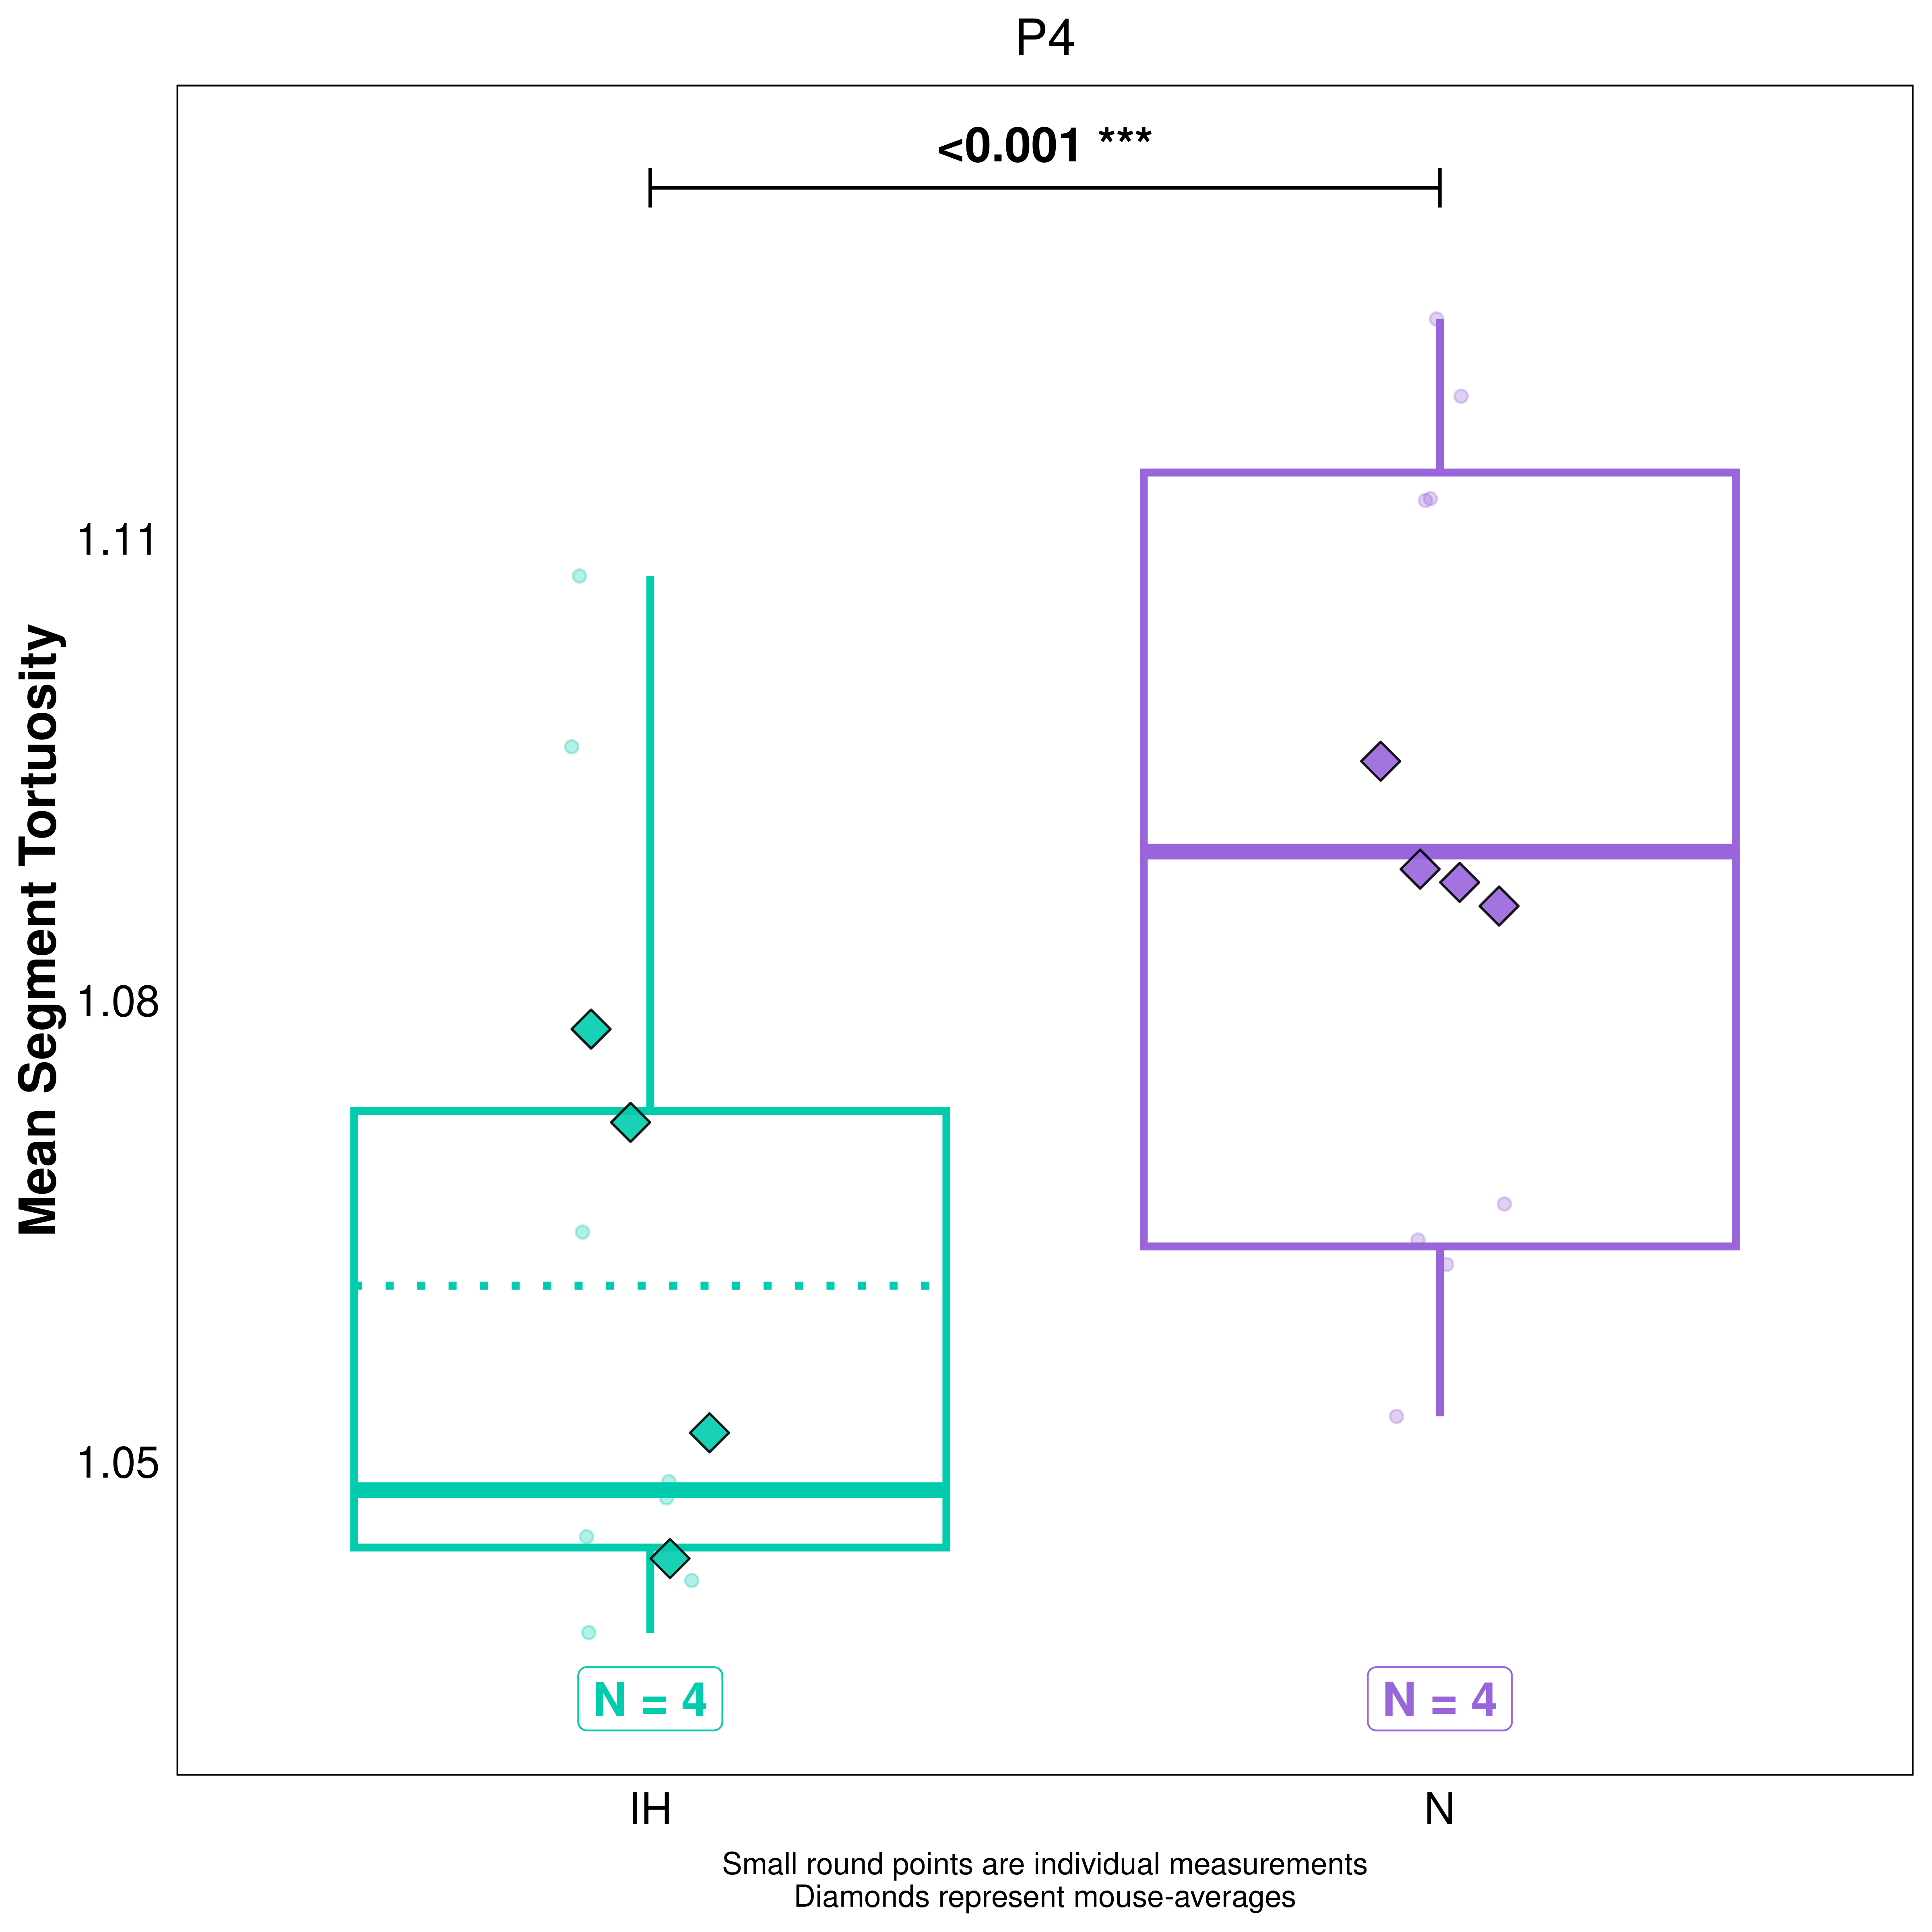 P4
<0.001 ***
1.11
1.08
1.05
Mean Segment Tortuosity
N = 4
N = 4
IH
N
Small round points are individual measurements
Diamonds represent mouse-averages